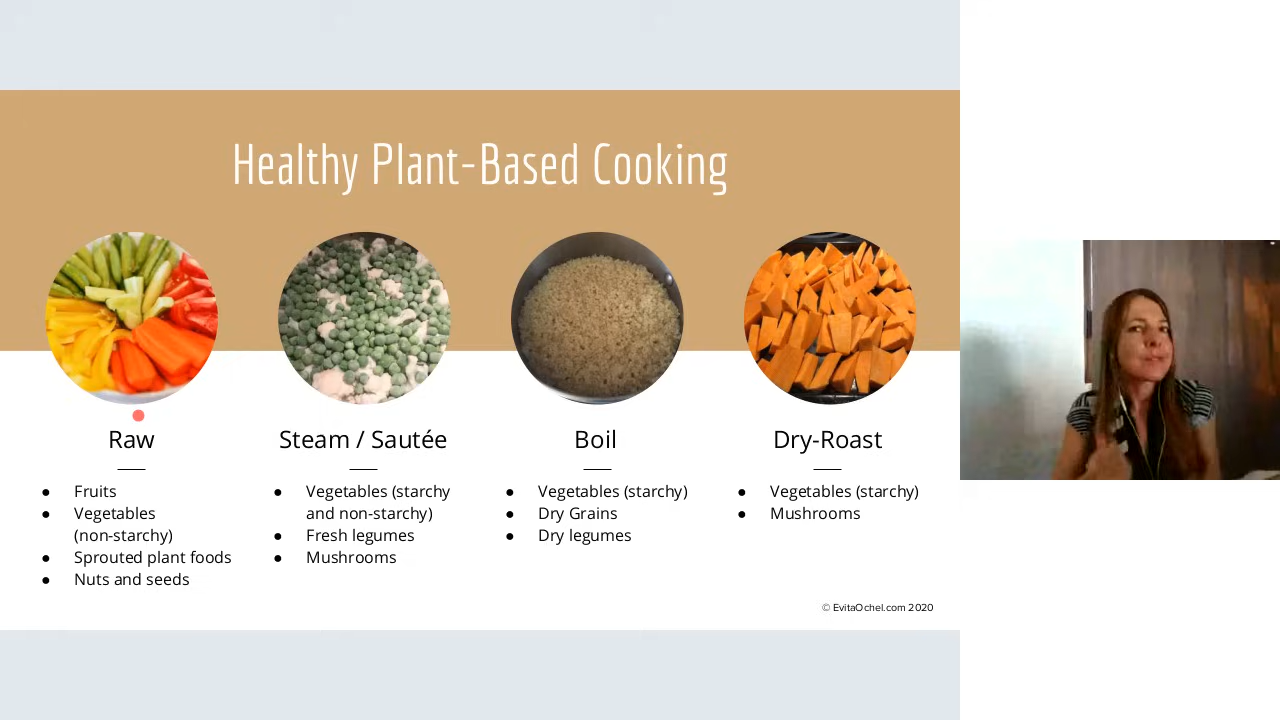 Healthy Plant-Based Cooking
Raw
● Fruits
● Vegetables
(non-starchy)
● Sprouted plant foods
● Nuts and seeds
Steam / Sautée
● Vegetables (starchy
and non-starchy)
● Fresh legumes
● Mushrooms
Boil
● Vegetables (starchy)
● Dry Grains
● Dry legumes
Dry-Roast
● Vegetables (starchy)
● Mushrooms
© EvitaOchel.com 2020